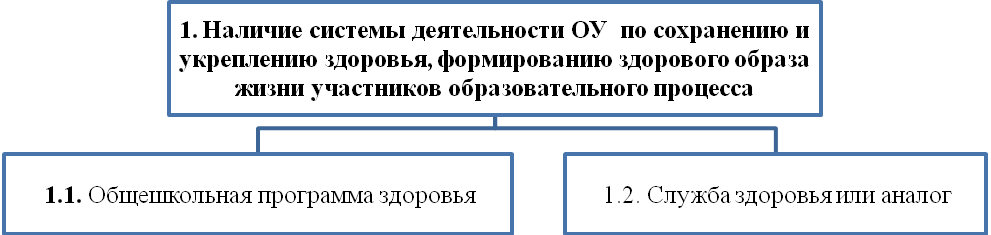 1. Наличие системы деятельности ОУ по сохранению и
укреплению здоровья, формированию здорового образа
жизни участников образовательного процесса
1.1. Общешкольная программа здоровья
1.2. Служба здоровья или аналог